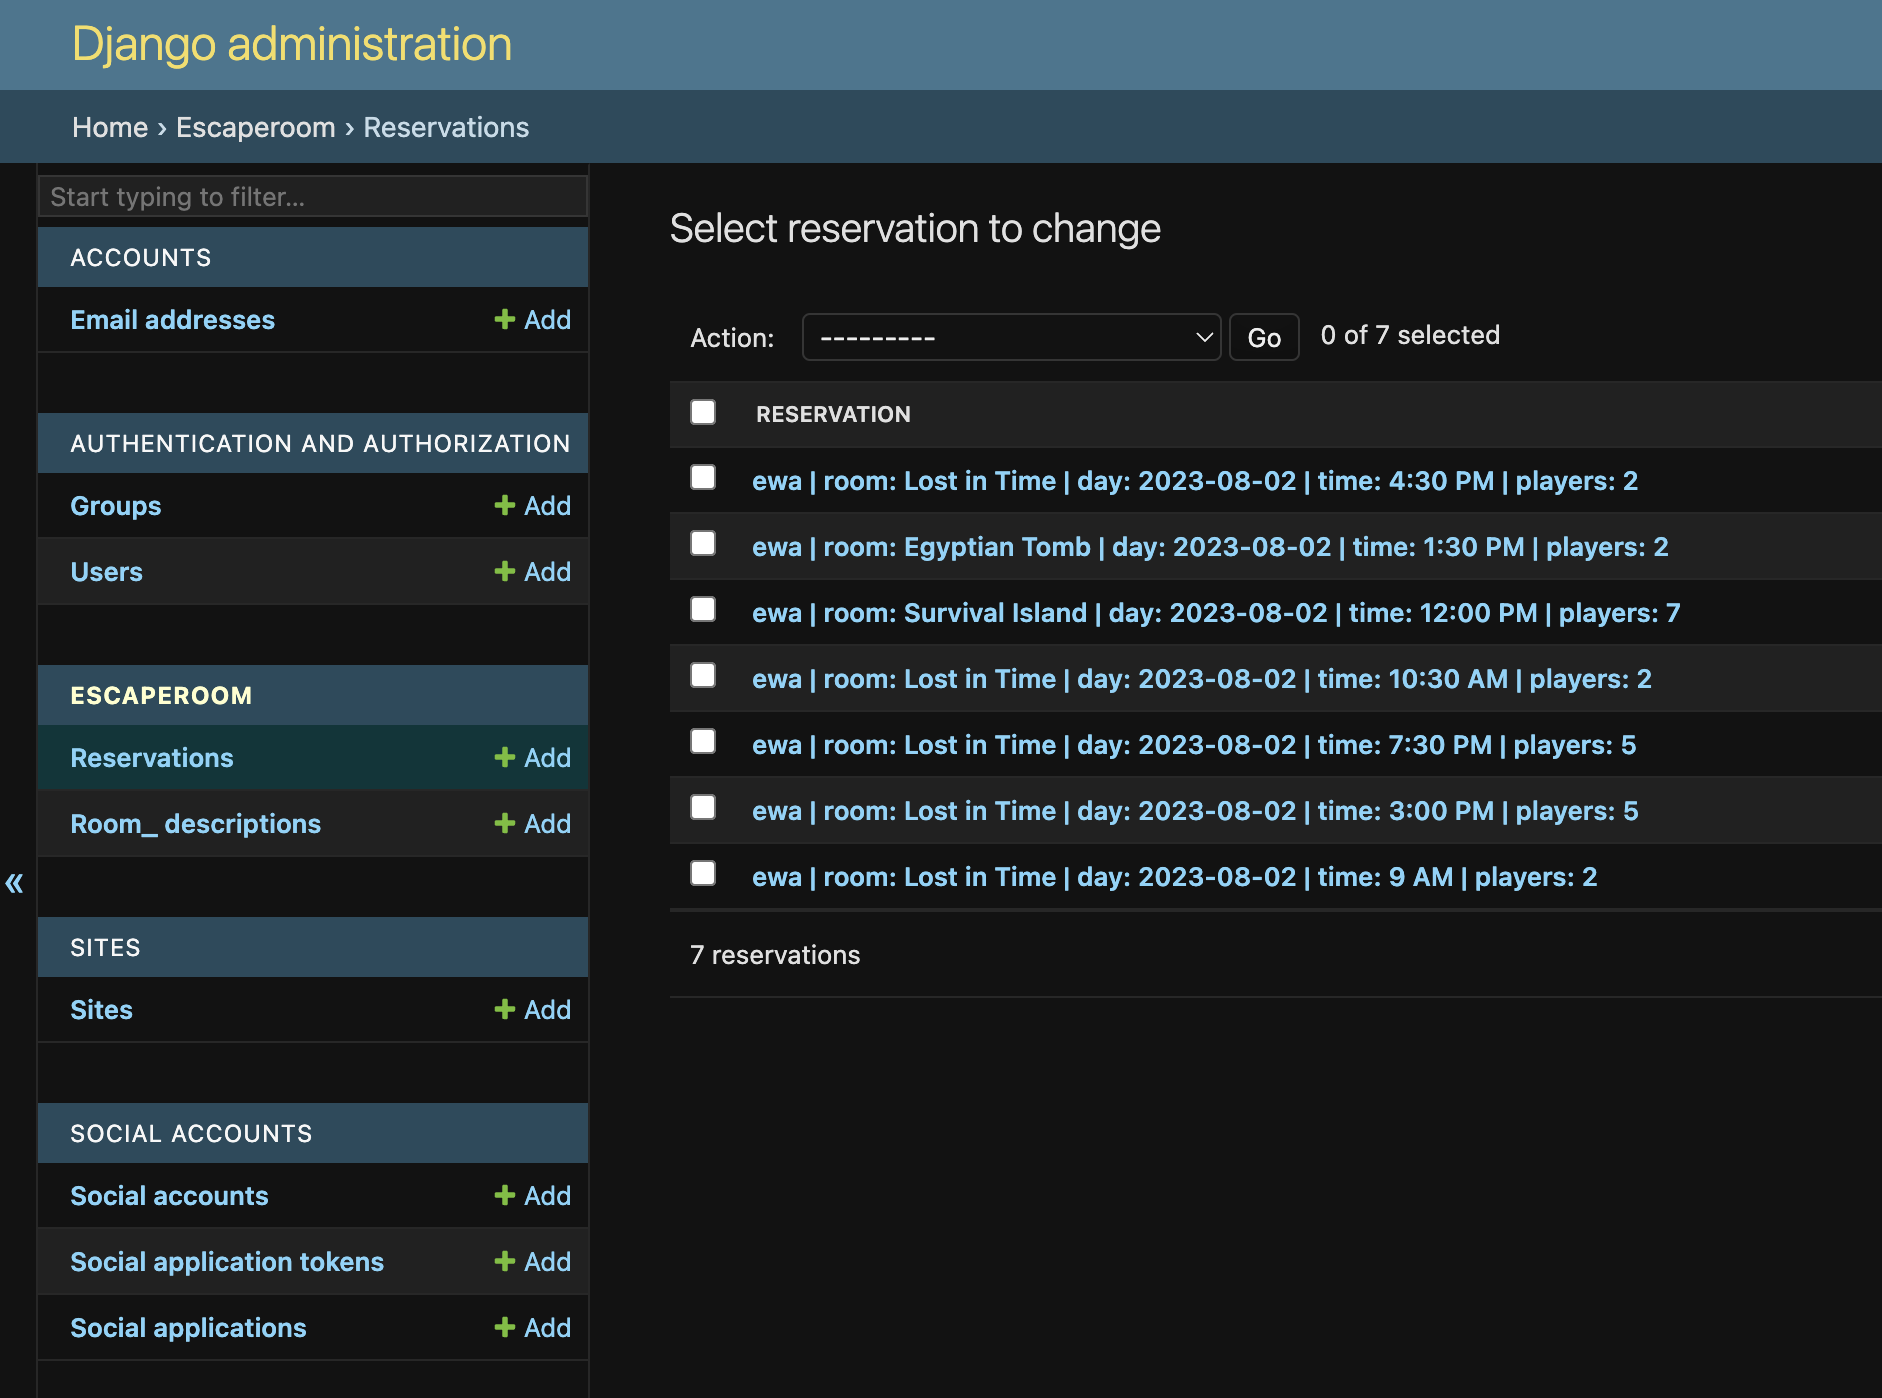 Django administration
Home › Escaperoom › Reservations
Start typing to filter...
ACCOUNTS
Email addresses + Add
AUTHENTICATION AND AUTHORIZATION
Groups + Add
Users + Add
ESCAPEROOM
Reservations + Add
Room_ descriptions + Add
«
SITES
Sites + Add
SOCIAL ACCOUNTS
Social accounts + Add
Social application tokens + Add
Social applications + Add
Select reservation to change
Action: --------- Go 0 of 7 selected
RESERVATION
ewa | room: Lost in Time | day: 2023-08-02 | time: 4:30 PM | players: 2
ewa | room: Egyptian Tomb | day: 2023-08-02 | time: 1:30 PM | players: 2
ewa | room: Survival Island | day: 2023-08-02 | time: 12:00 PM | players: 7
ewa | room: Lost in Time | day: 2023-08-02 | time: 10:30 AM | players: 2
ewa | room: Lost in Time | day: 2023-08-02 | time: 7:30 PM | players: 5
ewa | room: Lost in Time | day: 2023-08-02 | time: 3:00 PM | players: 5
ewa | room: Lost in Time | day: 2023-08-02 | time: 9 AM | players: 2
7 reservations